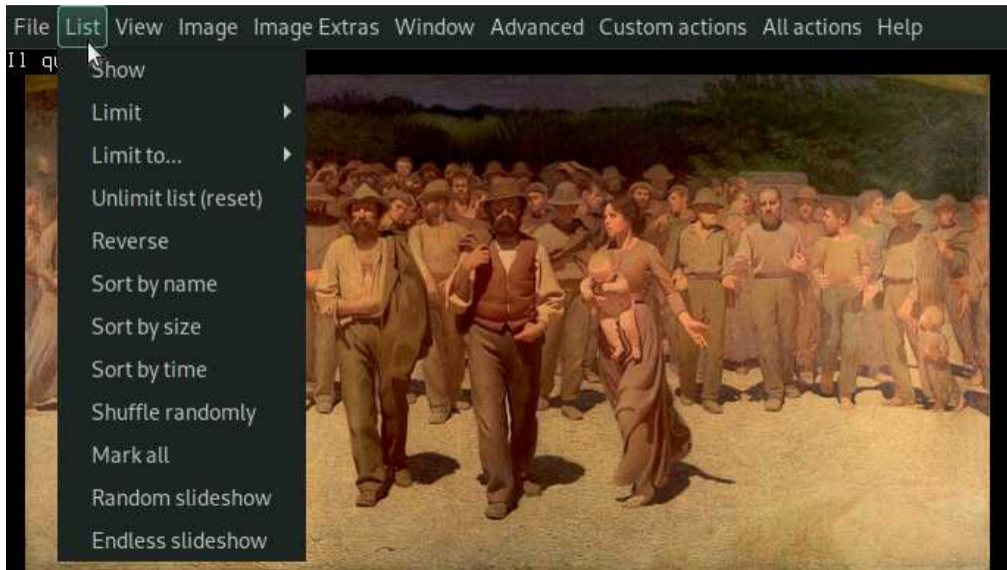 File List View Image Image Extras Window Advanced Custom actions All actions Help
Il
Show
Limit
Limit to...
Unlimit list (reset)
Reverse
Sort by name
Sort by size
Sort by time
Shuffle randomly
Mark all
Random slideshow
Endless slideshow